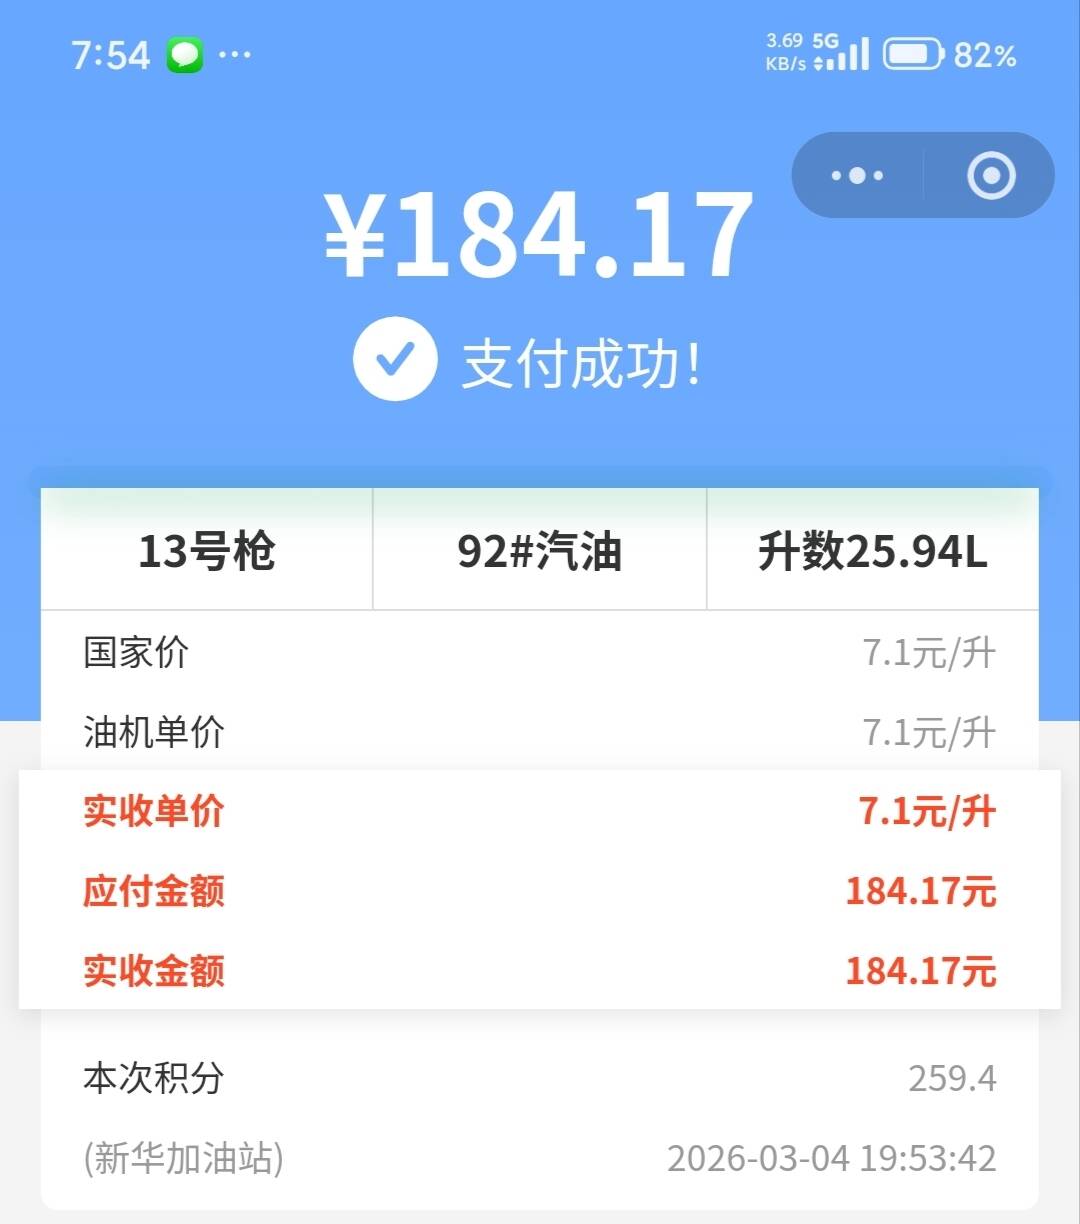 7:54 ··· 3.69 KB/s 5G 82%
¥184.17
支付成功!
13号枪 92#汽油 升数25.94L
国家价 7.1元/升
油机单价 7.1元/升
实收单价 7.1元/升
应付金额 184.17元
实收金额 184.17元
本次积分 259.4
(新华加油站) 2026-03-04 19:53:42